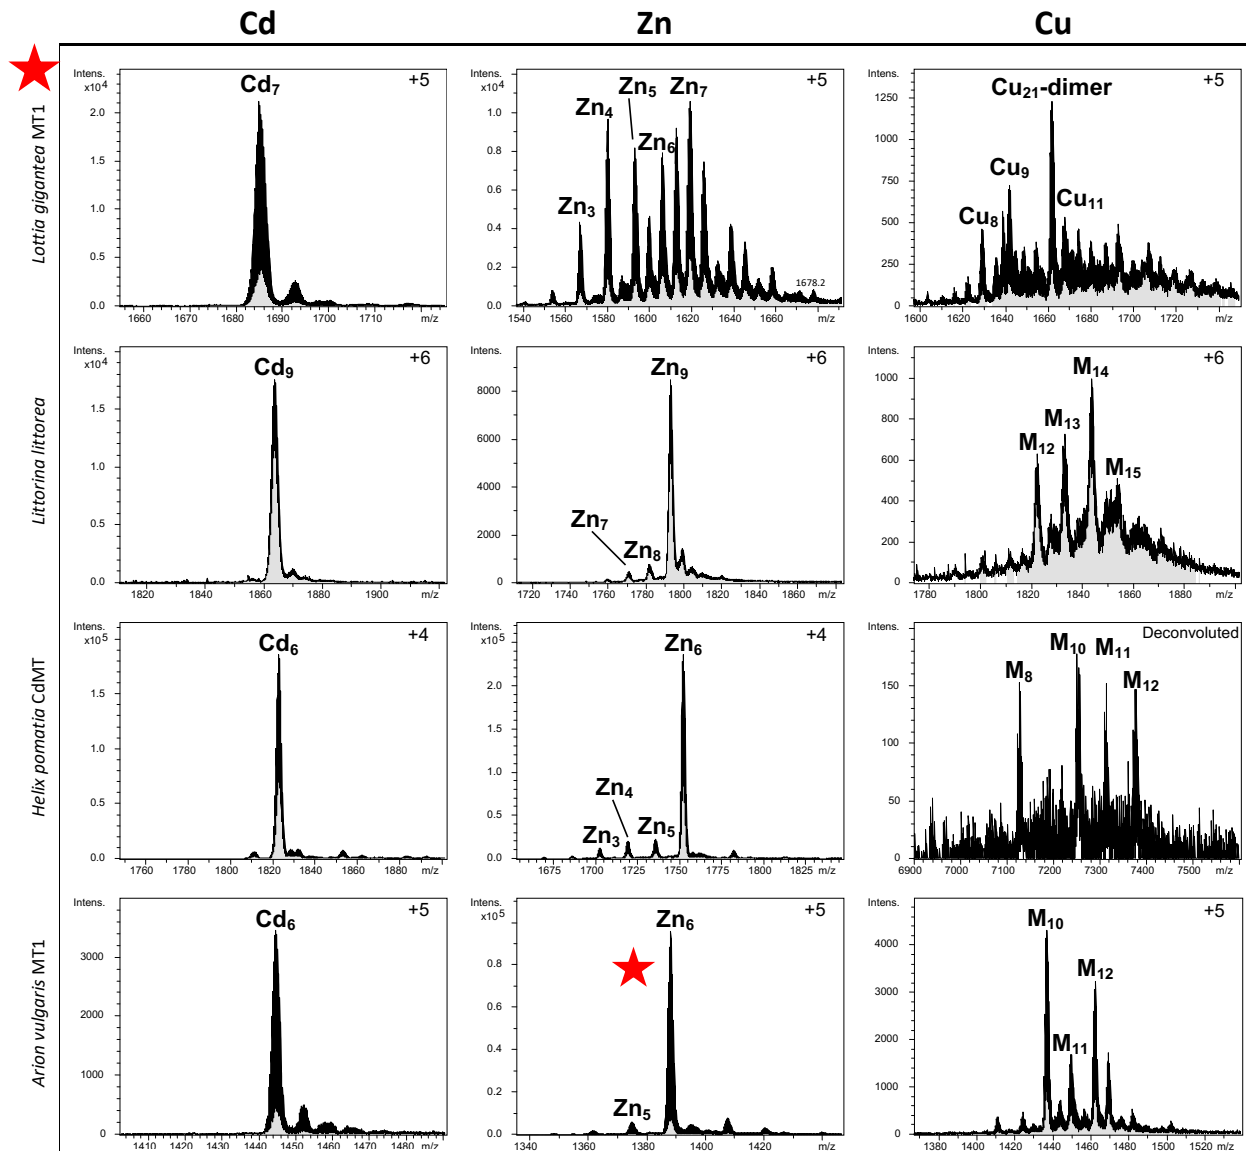 Cd Zn Cu
Lottia gigantea MT1
Intens.
x10⁴
+5
Cd₇
2.0
1.5
1.0
0.5
0.0
1660 1670 1680 1690 1700 1710 m/z
Intens.
x10⁴
+5
Zn₃
Zn₄
Zn₅
Zn₆
Zn₇
1678.2
1.0
0.8
0.6
0.4
0.2
0.0
1540 1560 1580 1600 1620 1640 1660 m/z
Intens.
+5
Cu₂₁-dimer
Cu₈
Cu₉
Cu₁₁
1250
1000
750
500
250
0
1600 1620 1640 1660 1680 1700 1720 m/z
Littorina littorea
Intens.
x10⁴
+6
Cd₉
1.5
1.0
0.5
0.0
1820 1840 1860 1880 1900 m/z
Intens.
+6
Zn₉
Zn₇
Zn₈
8000
6000
4000
2000
0
1720 1740 1760 1780 1800 1820 1840 1860 m/z
Intens.
+6
M₁₂
M₁₃
M₁₄
M₁₅
1000
800
600
400
200
0
1780 1800 1820 1840 1860 1880 m/z
Helix pomatia CdMT
Intens.
x10⁵
+4
Cd₆
1.5
1.0
0.5
0.0
1760 1780 1800 1820 1840 1860 1880 m/z
Intens.
x10⁵
+4
Zn₆
Zn₃
Zn₄
Zn₅
2.0
1.5
1.0
0.5
0.0
1675 1700 1725 1750 1775 1800 1825 m/z
Intens.
Deconvoluted
M₈
M₁₀
M₁₁
M₁₂
150
100
50
0
6900 7000 7100 7200 7300 7400 7500 m/z
Arion vulgaris MT1
Intens.
+5
Cd₆
3000
2000
1000
0
1410 1420 1430 1440 1450 1460 1470 1480 m/z
Intens.
x10⁵
+5
Zn₆
Zn₅
0.8
0.6
0.4
0.2
0.0
1340 1360 1380 1400 1420 m/z
Intens.
+5
M₁₀
M₁₁
M₁₂
4000
3000
2000
1000
0
1380 1400 1420 1440 1460 1480 1500 1520 m/z